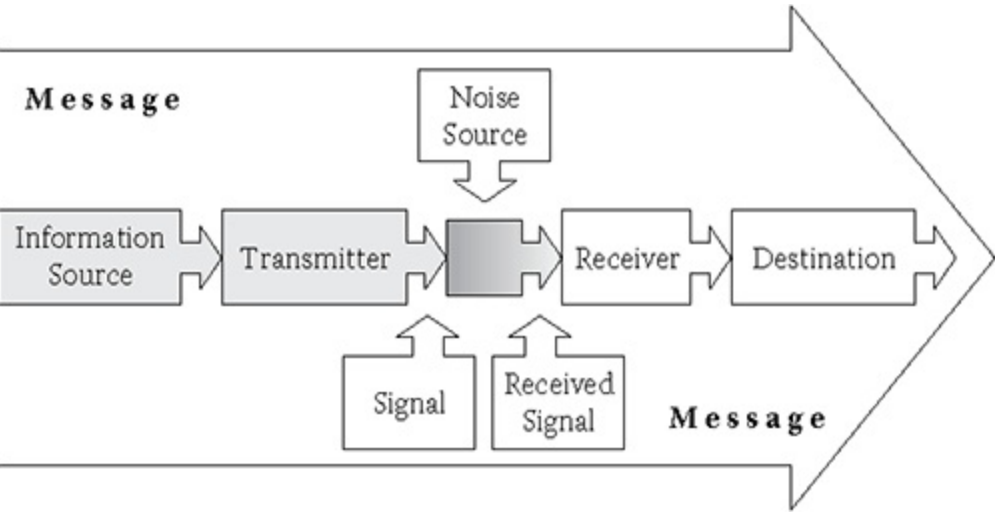 Message
Noise
Source
Information
Source
Transmitter
Receiver
Destination
Signal
Received
Signal
Message